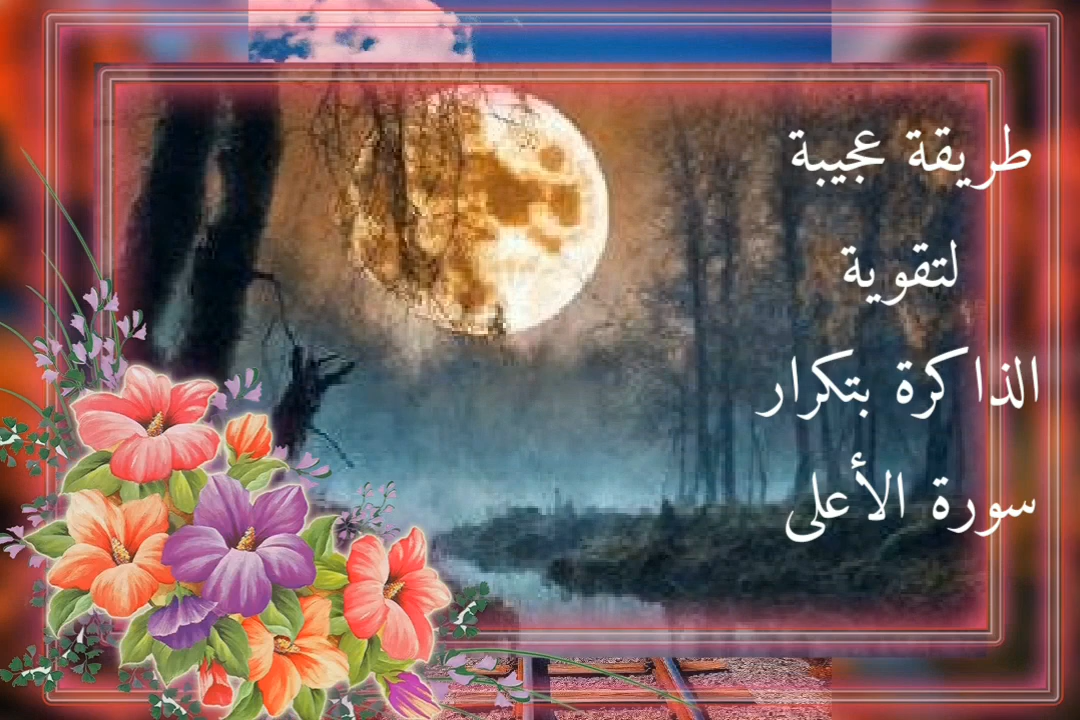 طريقة عجيبة
لتقوية
الذاكرة بتكرار
سورة الأعلى